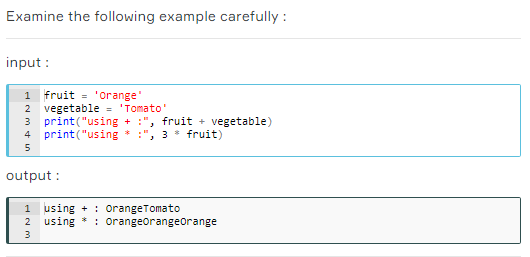 Examine the following example carefully :
input :
1 fruit = 'Orange'
2 vegetable = 'Tomato'
3 print("using + :", fruit + vegetable)
4 print("using * :", 3 * fruit)
5
output :
1 using + : OrangeTomato
2 using * : OrangeOrangeOrange
3